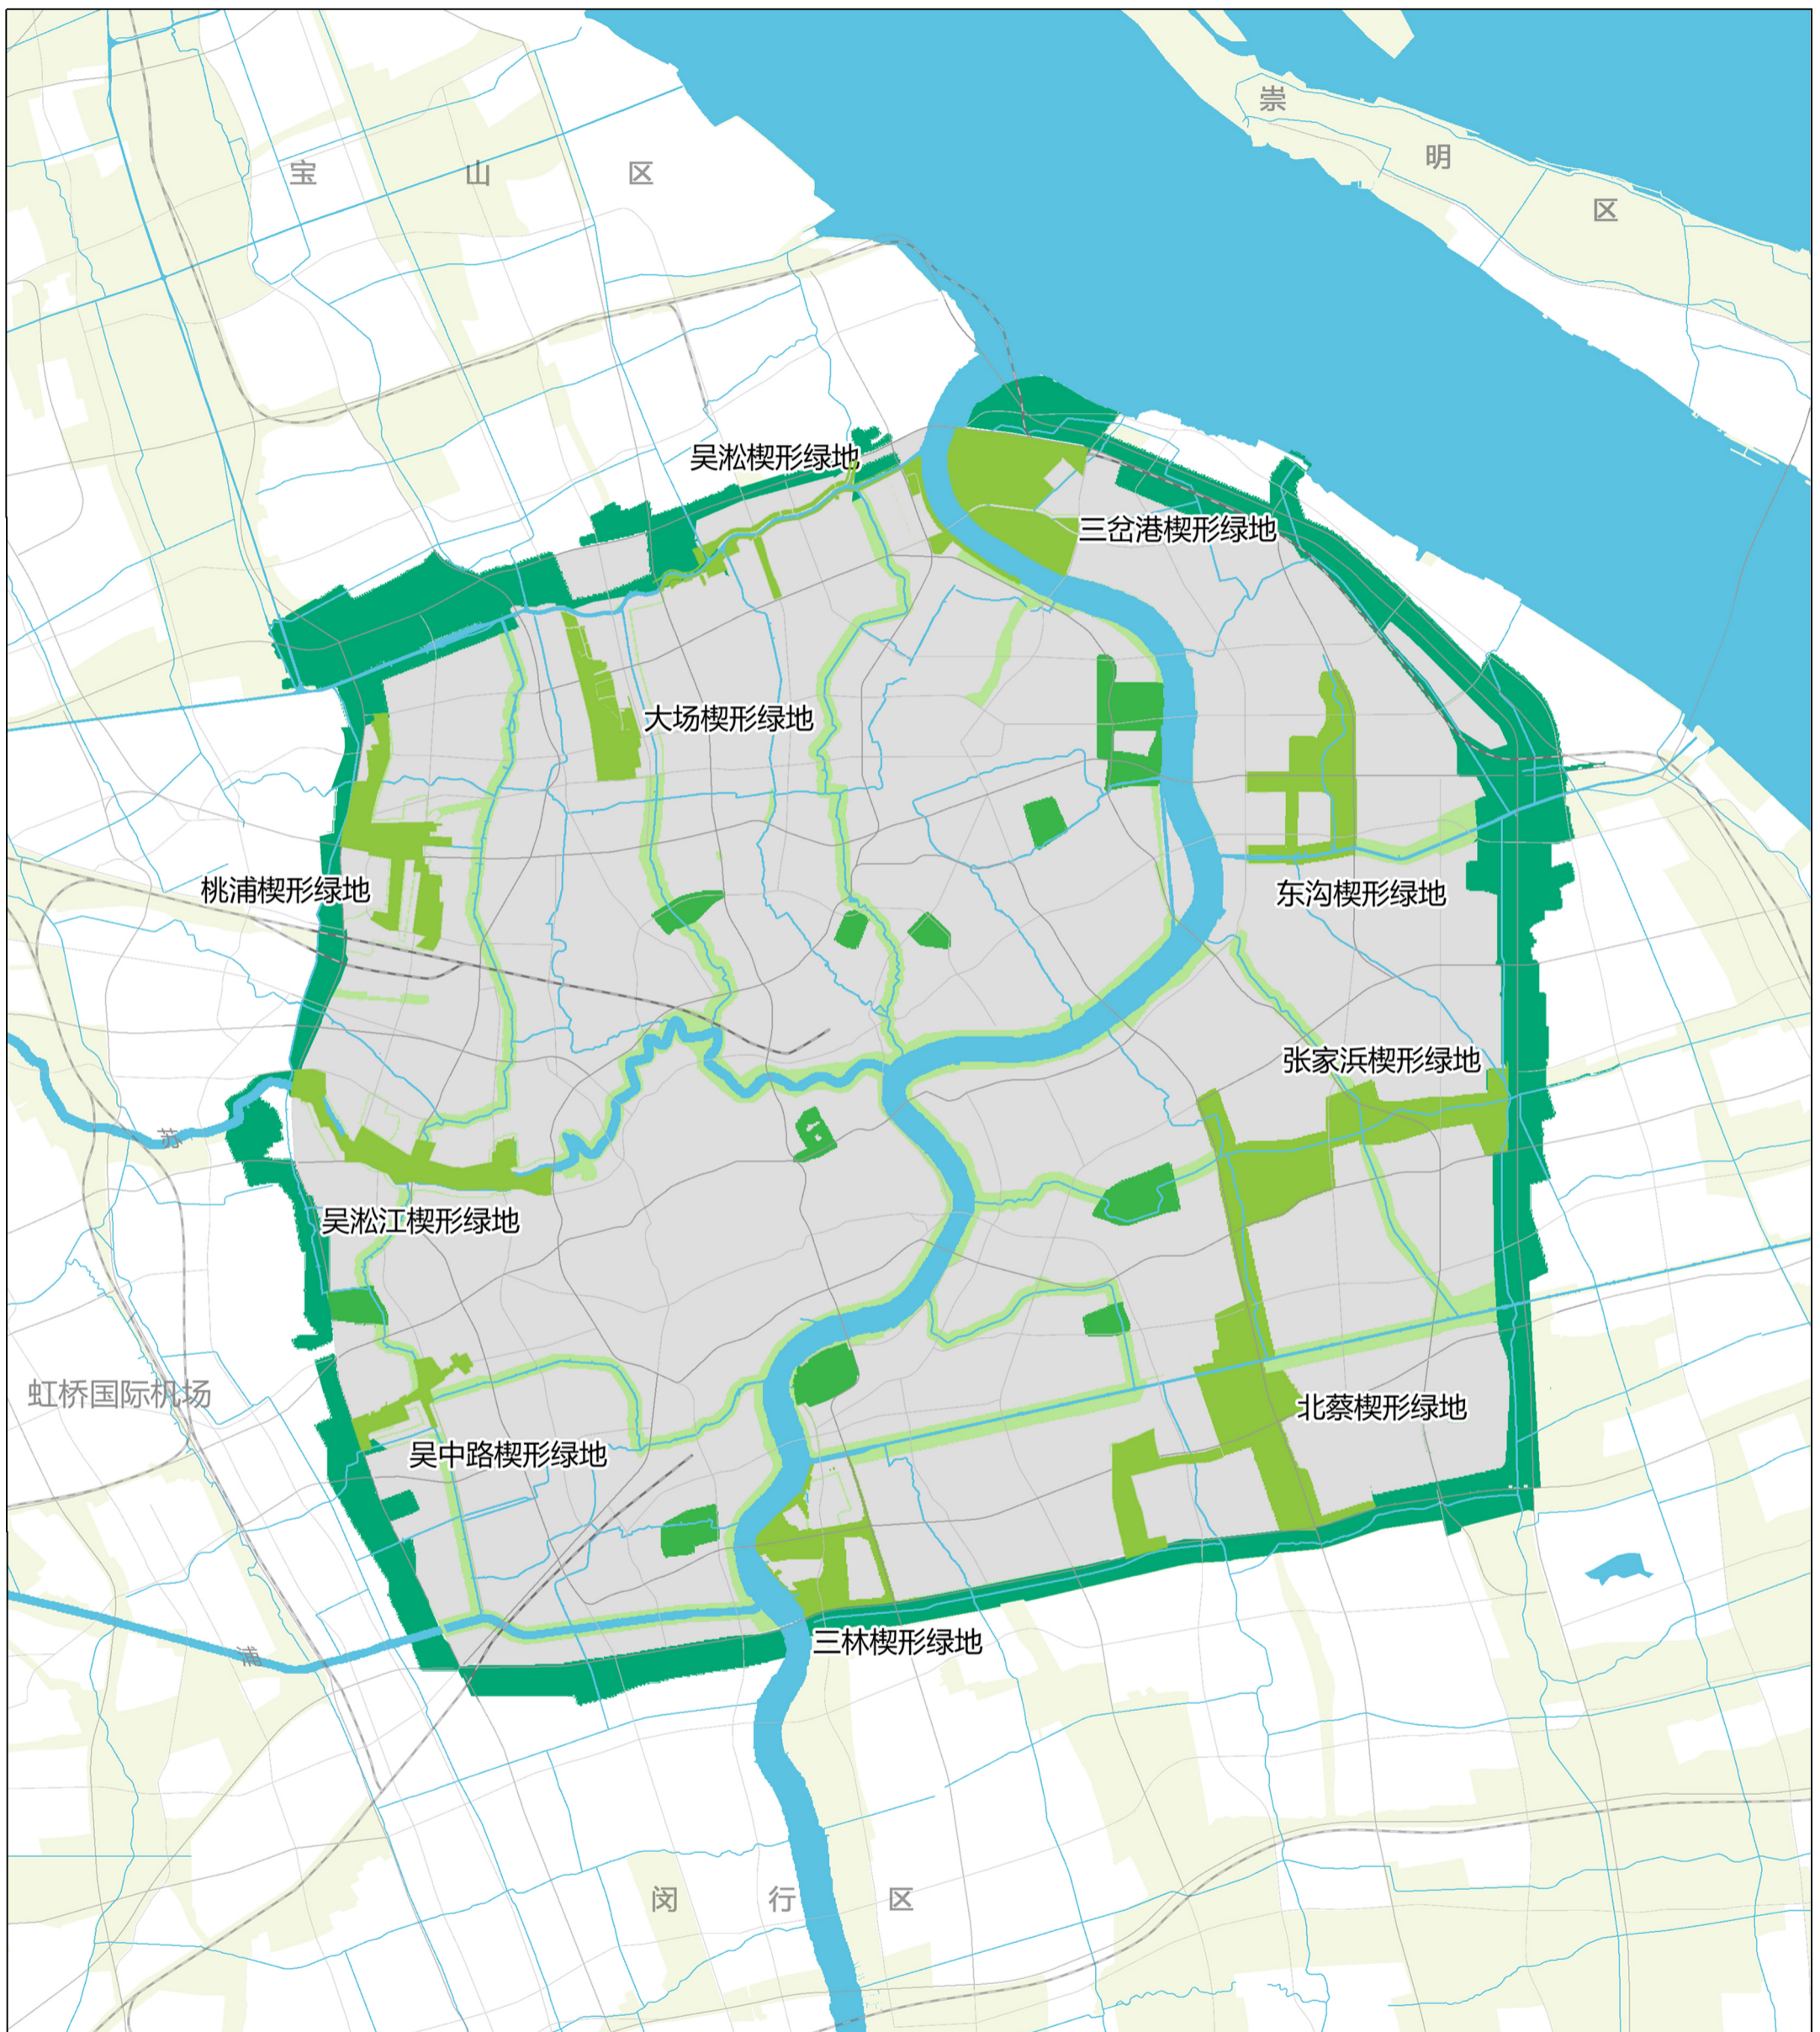 崇
明
区
宝山区
吴淞楔形绿地
三岔港楔形绿地
大场楔形绿地
桃浦楔形绿地
东沟楔形绿地
张家浜楔形绿地
苏
吴淞江楔形绿地
虹桥国际机场
北蔡楔形绿地
吴中路楔形绿地
三林楔形绿地
浦
闵行区